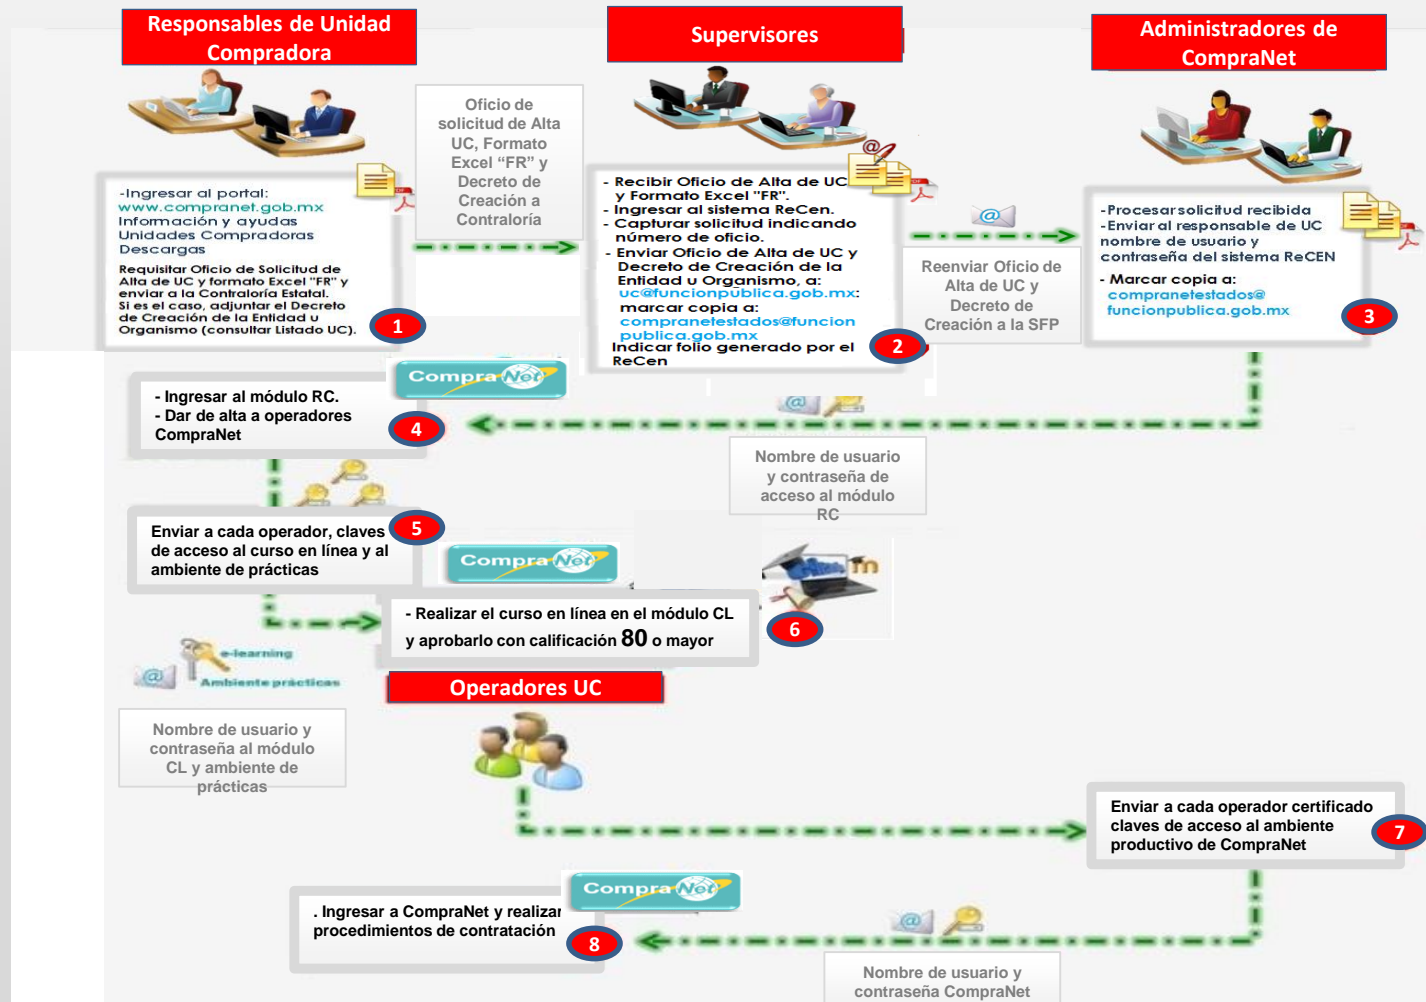 Responsables de Unidad
Compradora
Supervisores
Administradores de
CompraNet
-Ingresar al portal:
www.compranet.gob.mx
Información y ayudas
Unidades Compradoras
Descargas
Requisitar Oficio de Solicitud de
Alta de UC y formato Excel "FR" y
enviar a la Contraloría Estatal.
Si es el caso, adjuntar el Decreto
de Creación de la Entidad u
Organismo (consultar Listado UC).
1
Oficio de
solicitud de Alta
UC, Formato
Excel “FR” y
Decreto de
Creación a
Contraloría
- Recibir Oficio de Alta de UC
y Formato Excel "FR".
- Ingresar al sistema ReCen.
- Capturar solicitud indicando
número de oficio.
- Enviar Oficio de Alta de UC y
Decreto de Creación de la
Entidad u Organismo, a:
uc@funcionpublica.gob.mx:
marcar copia a:
compranetestados@funcion
publica.gob.mx
Indicar folio generado por el
ReCen
2
@
Reenviar Oficio de
Alta de UC y
Decreto de
Creación a la SFP
-Procesar solicitud recibida
-Enviar al responsable de UC
nombre de usuario y
contraseña del sistema ReCEN
- Marcar copia a:
compranetestados@
funcionpublica.gob.mx
3
CompraNet
- Ingresar al módulo RC.
- Dar de alta a operadores
CompraNet
4
@
Nombre de usuario
y contraseña de
acceso al módulo
RC
Enviar a cada operador, claves
de acceso al curso en línea y al
ambiente de prácticas
5
CompraNet
- Realizar el curso en línea en el módulo CL
y aprobarlo con calificación 80 o mayor
6
e-learning
@
Ambiente prácticas
Operadores UC
Nombre de usuario y
contraseña al módulo
CL y ambiente de
prácticas
Enviar a cada operador certificado
claves de acceso al ambiente
productivo de CompraNet
7
CompraNet
. Ingresar a CompraNet y realizar
procedimientos de contratación
8
@
Nombre de usuario y
contraseña CompraNet